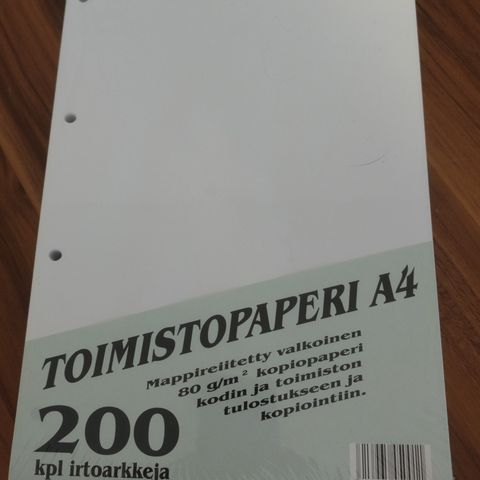 TOIMISTOPAPERI A4
Mappireiitetty valkoinen
80 g/m² kopiopaperi
kodin ja toimiston
tulostukseen ja
kopiointiin.
200
kpl irtoarkkeja